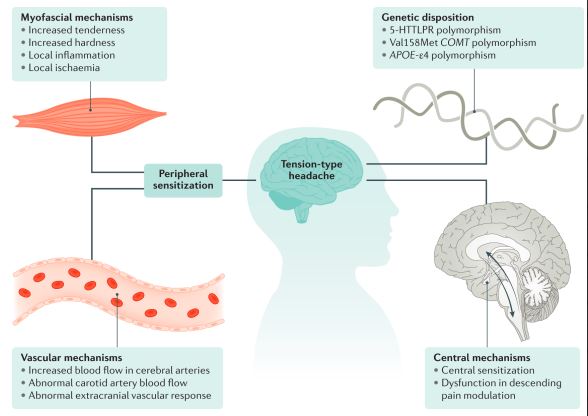 Myofascial mechanisms
• Increased tenderness
• Increased hardness
• Local inflammation
• Local ischaemia
Genetic disposition
• 5-HTTLPR polymorphism
• Val158Met COMT polymorphism
• APOE-ε4 polymorphism
Peripheral
sensitization
Tension-type
headache
Vascular mechanisms
• Increased blood flow in cerebral arteries
• Abnormal carotid artery blood flow
• Abnormal extracranial vascular response
Central mechanisms
• Central sensitization
• Dysfunction in descending
pain modulation